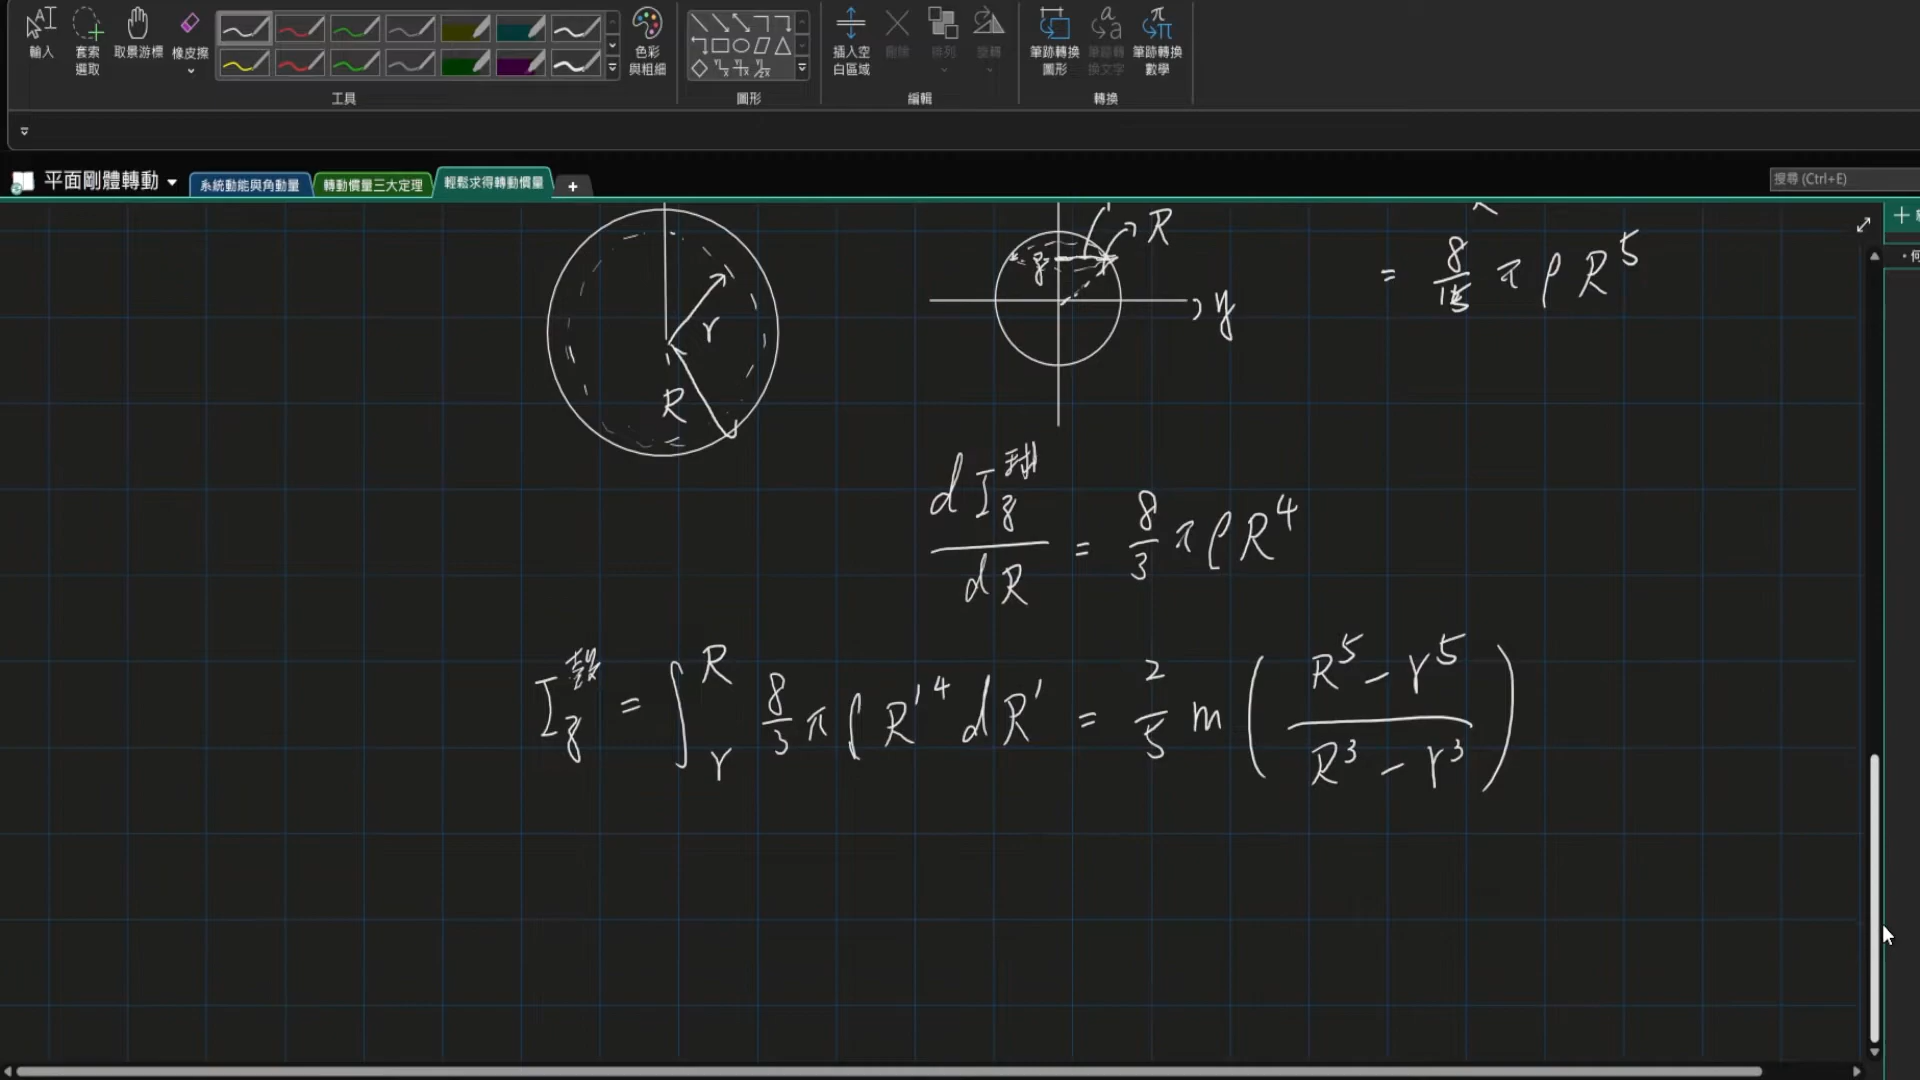 輸入
套索
選取
取景游標
橡皮擦
色彩
與粗細
插入空
白區域
刪除
排列
旋轉
筆跡轉換
圖形
筆跡轉
換文字
筆跡轉換
數學
工具
圖形
編輯
轉換
平面剛體轉動
系統動能與角動量
轉動慣量三大定理
輕鬆求得轉動慣量
+
搜尋 (Ctrl+E)
r
R
R
y
z
= 8/15 π ρ R^5
dI_z^球/dR = 8/3 π ρ R^4
I_z^殼 = ∫_r^R 8/3 π ρ R'^4 dR' = 2/5 m ( (R^5 - r^5)/(R^3 - r^3) )